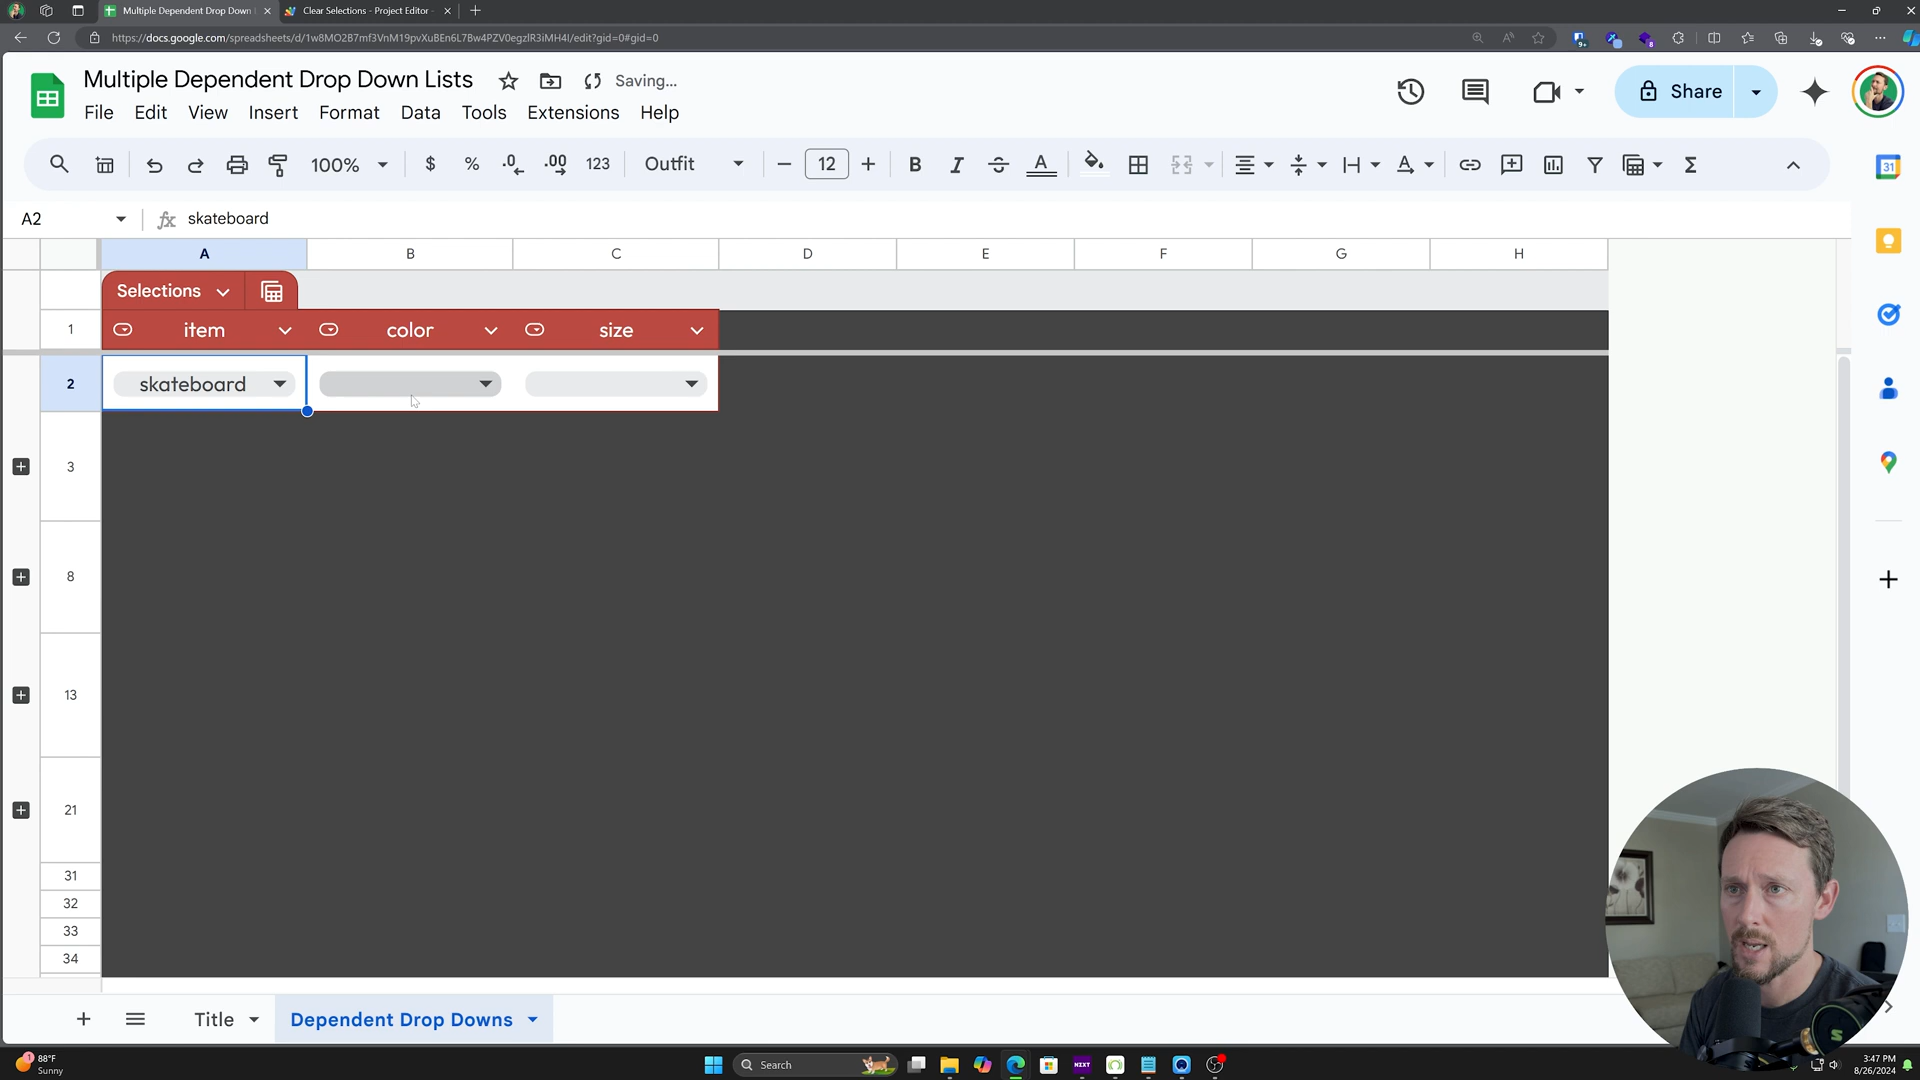 Multiple Dependent Drop Down
Clear Selections - Project Editor -
https://docs.google.com/spreadsheets/d/1w8MO2B7mf3VnM19pvXuBEn6L7Bw4PZV0egzlR3iMH4I/edit?gid=0#gid=0
Multiple Dependent Drop Down Lists
Saving...
File Edit View Insert Format Data Tools Extensions Help
Share
100% $ % .0 .00 123 Outfit 12 B I S A Σ
31
A2 fx skateboard
A B C D E F G H
Selections
1 item color size
2 skateboard
3
8
13
21
31
32
33
34
Title Dependent Drop Downs
88°F
Sunny
Search
3:47 PM
8/26/2024